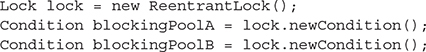 Lock lock = new ReentrantLock();
Condition blockingPoolA = lock.newCondition();
Condition blockingPoolB = lock.newCondition();